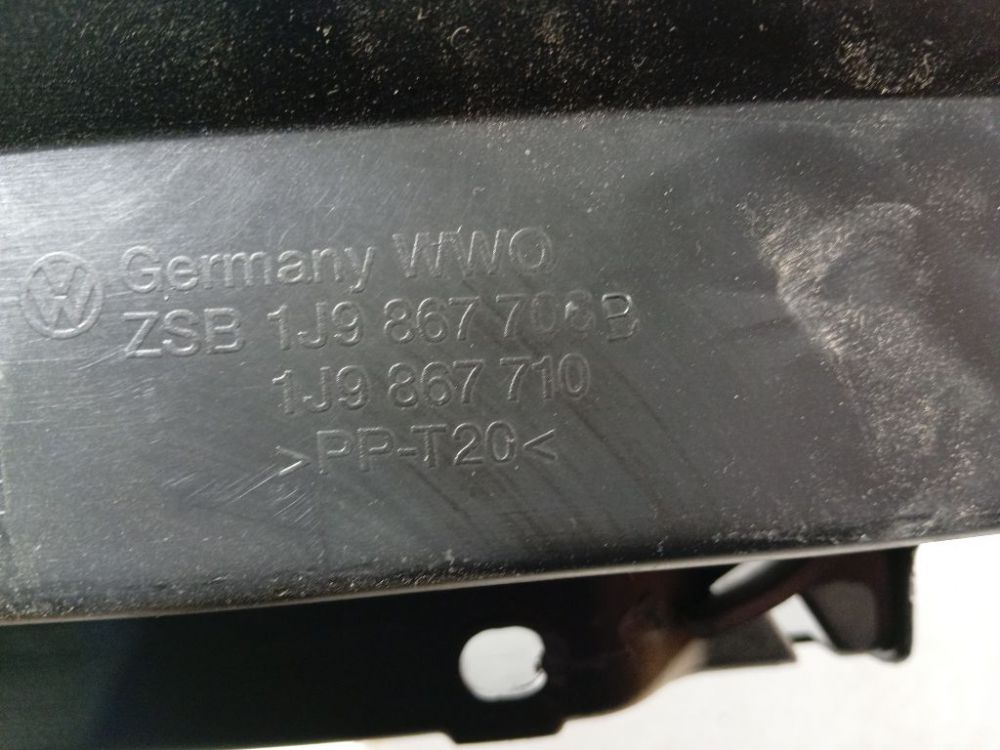 Germany WWO
ZSB 1J9 867 706B
1J9 867 710
>PP-T20<